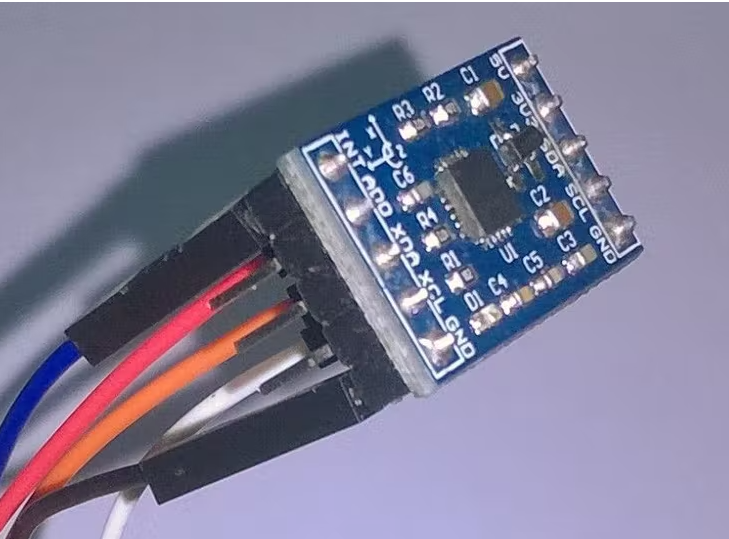 5V 3V3 SDA SCL GND
C1
R2
R3
X
Y
Z
C6
R4
R1
D1
C4
C5
C3
C2
U1
INT ADD XDA XCL GND